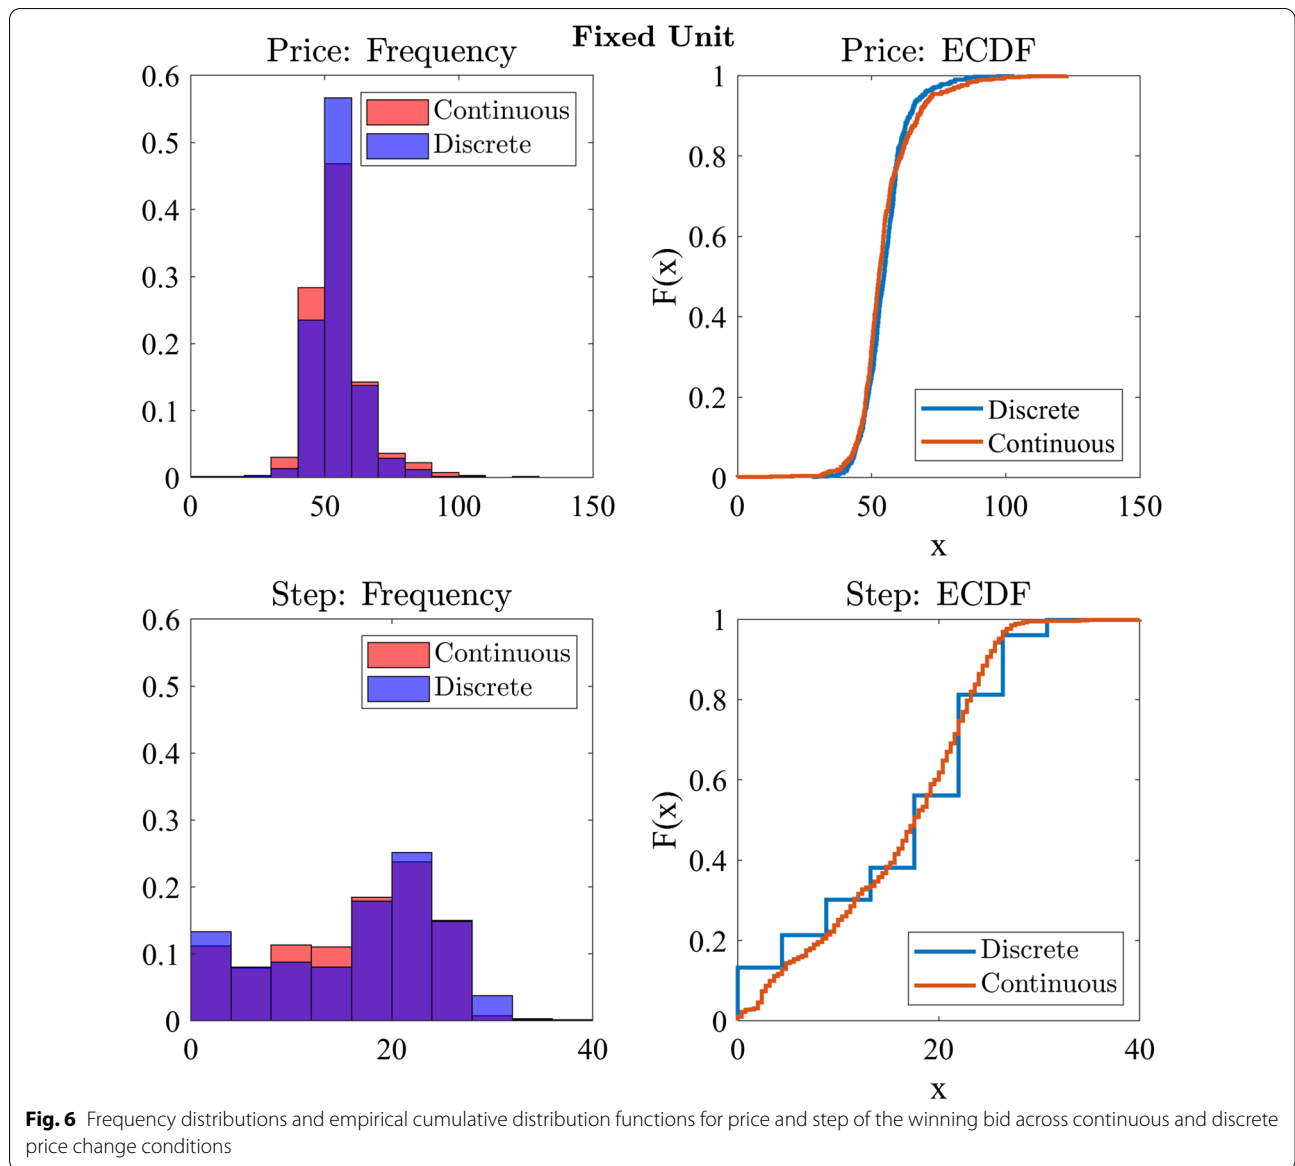 Fixed Unit
Price: Frequency
0.6
0.5
0.4
0.3
0.2
0.1
0
0
50
100
150
Continuous
Discrete
Price: ECDF
1
0.8
0.6
0.4
0.2
0
F(x)
0
50
100
150
x
Discrete
Continuous
Step: Frequency
0.6
0.5
0.4
0.3
0.2
0.1
0
0
20
40
Continuous
Discrete
Step: ECDF
1
0.8
0.6
0.4
0.2
0
F(x)
0
20
40
x
Discrete
Continuous
Fig. 6 Frequency distributions and empirical cumulative distribution functions for price and step of the winning bid across continuous and discrete
price change conditions